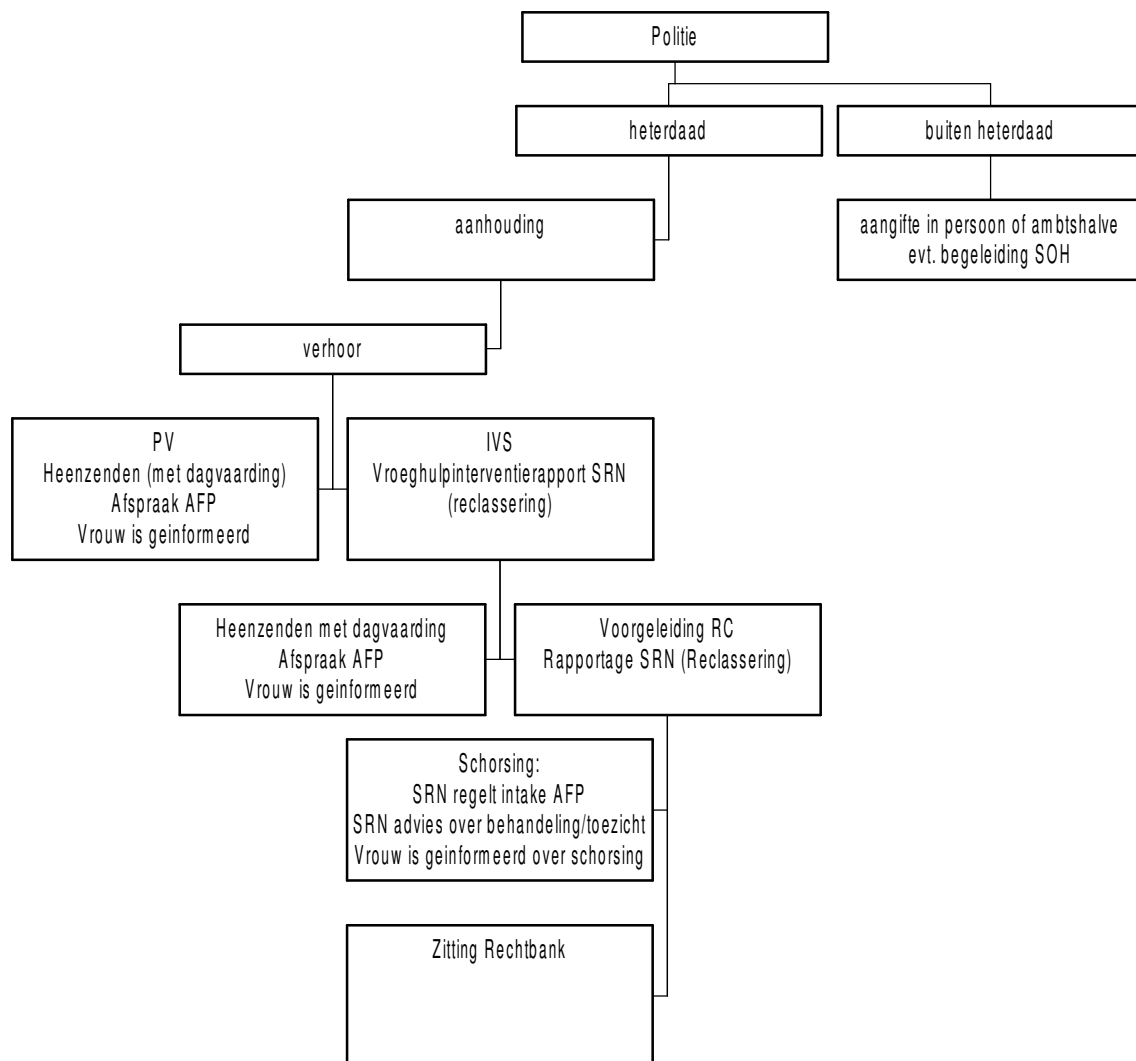 Politie
heterdaad
buiten heterdaad
aanhouding
aangifte in persoon of ambtshalve
evt. begeleiding SOH
verhoor
PV
Heenzenden (met dagvaarding)
Afspraak AFP
Vrouw is geinformeerd
IVS
Vroeghulpinterventierapport SRN
(reclassering)
Heenzenden met dagvaarding
Afspraak AFP
Vrouw is geinformeerd
Voorgeleiding RC
Rapportage SRN (Reclassering)
Schorsing:
SRN regelt intake AFP
SRN advies over behandeling/toezicht
Vrouw is geinformeerd over schorsing
Zitting Rechtbank